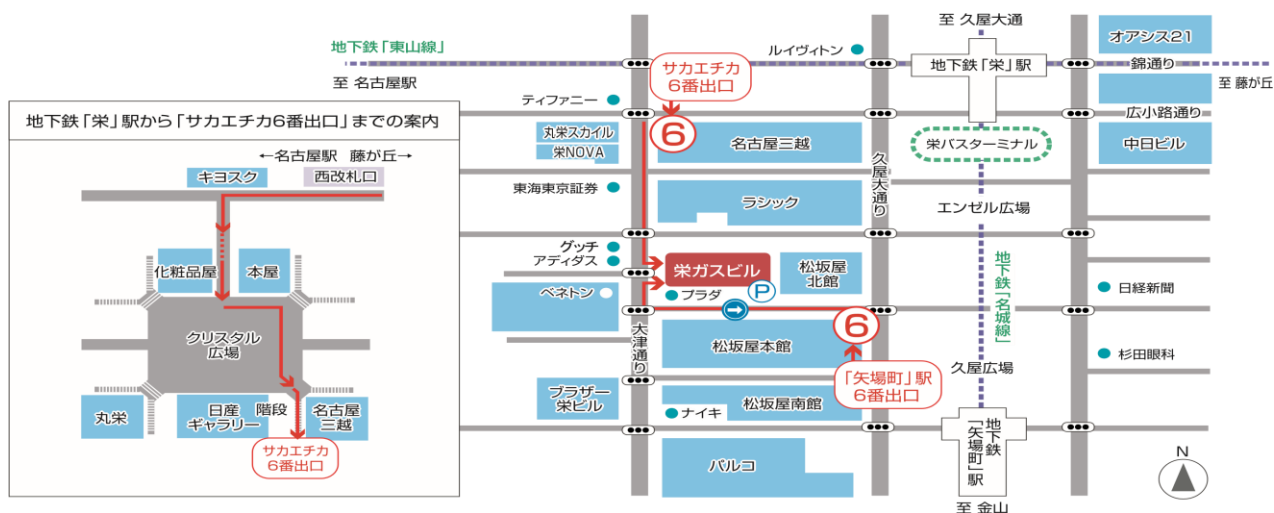 至 久屋大通
オアシス21
地下鉄「東山線」
ルイヴィトン
地下鉄「栄」駅
錦通り
至 名古屋駅
サカエチカ
6番出口
至 藤が丘
ティファニー
広小路通り
6
丸栄スカイル
栄NOVA
名古屋三越
栄バスターミナル
中日ビル
東海東京証券
ラシック
久屋大通り
エンゼル広場
グッチ
アディダス
栄ガスビル
松坂屋
北館
地下鉄「名城線」
ベネトン
プラダ
P
日経新聞
大津通り
松坂屋本館
6
杉田眼科
「矢場町」駅
6番出口
久屋広場
ブラザー
栄ビル
ナイキ
松坂屋南館
地下鉄
「矢場町」駅
パルコ
N
至 金山
地下鉄「栄」駅から「サカエチカ6番出口」までの案内
←名古屋駅 藤が丘→
キヨスク
西改札口
化粧品屋
本屋
クリスタル
広場
丸栄
日産
ギャラリー
階段
名古屋
三越
サカエチカ
6番出口